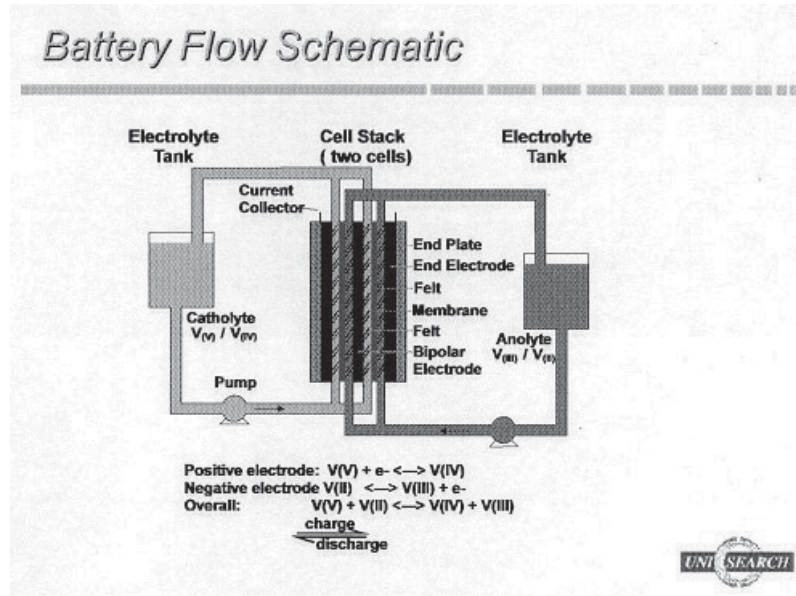 Battery Flow Schematic
Electrolyte
Tank
Cell Stack
( two cells)
Electrolyte
Tank
Current
Collector
End Plate
End Electrode
Felt
Membrane
Felt
Bipolar
Electrode
Catholyte
V(V) / V(IV)
Anolyte
V(III) / V(II)
Pump
Positive electrode: V(V) + e- <---> V(IV)
Negative electrode V(II) <---> V(III) + e-
Overall: V(V) + V(II) <---> V(IV) + V(III)
charge
discharge
UNISEARCH